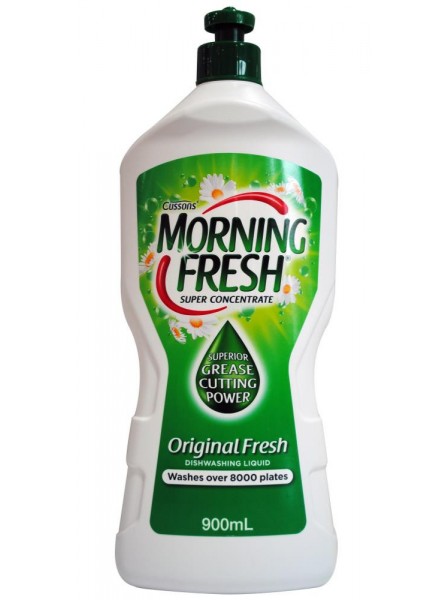 Cussons
MORNING
FRESH
SUPER CONCENTRATE
SUPERIOR
GREASE
CUTTING
POWER
Original Fresh
DISHWASHING LIQUID
Washes over 8000 plates
900mL